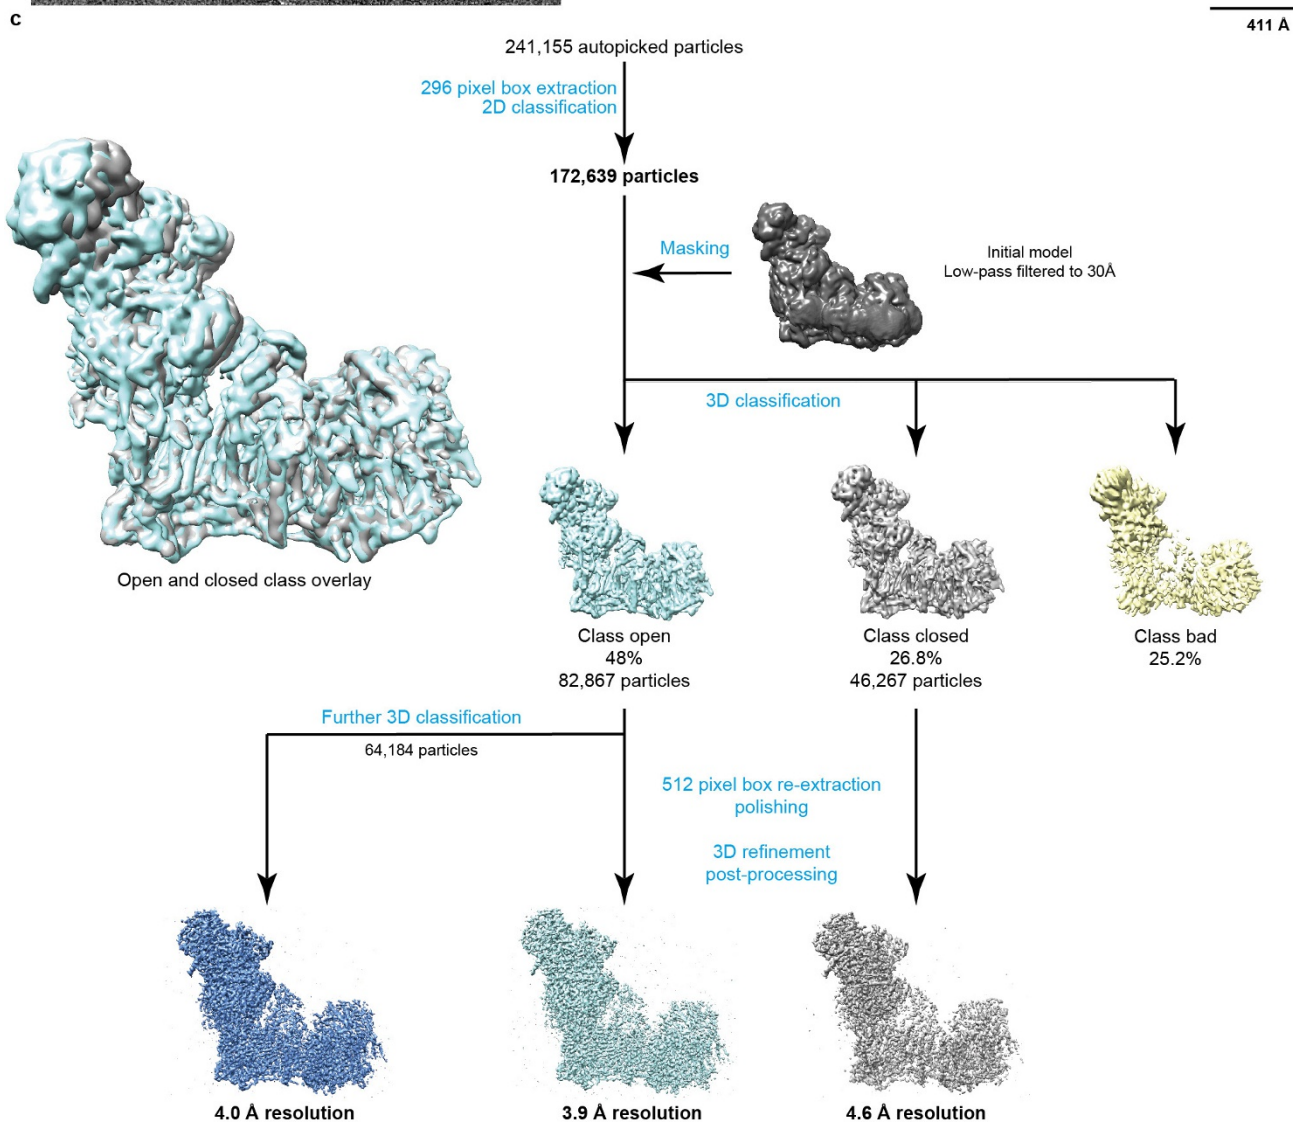 c
411 Å
241,155 autopicked particles
296 pixel box extraction
2D classification
172,639 particles
Masking
Initial model
Low-pass filtered to 30Å
3D classification
Open and closed class overlay
Class open
48%
82,867 particles
Class closed
26.8%
46,267 particles
Class bad
25.2%
Further 3D classification
64,184 particles
512 pixel box re-extraction
polishing
3D refinement
post-processing
4.0 Å resolution
3.9 Å resolution
4.6 Å resolution